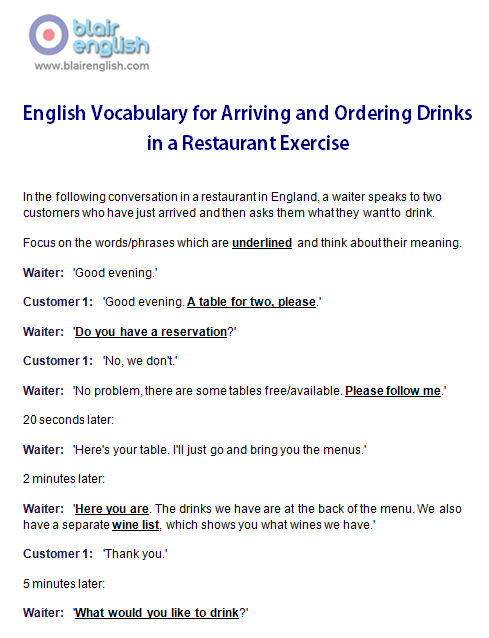 blair
english
www.blairenglish.com
English Vocabulary for Arriving and Ordering Drinks
in a Restaurant Exercise
In the following conversation in a restaurant in England, a waiter speaks to two
customers who have just arrived and then asks them what they want to drink.
Focus on the words/phrases which are underlined and think about their meaning.
Waiter: 'Good evening.'
Customer 1: 'Good evening. A table for two, please.'
Waiter: 'Do you have a reservation?'
Customer 1: 'No, we don't.'
Waiter: 'No problem, there are some tables free/available. Please follow me.'
20 seconds later:
Waiter: 'Here's your table. I'll just go and bring you the menus.'
2 minutes later:
Waiter: 'Here you are. The drinks we have are at the back of the menu. We also
have a separate wine list, which shows you what wines we have.'
Customer 1: 'Thank you.'
5 minutes later:
Waiter: 'What would you like to drink?'